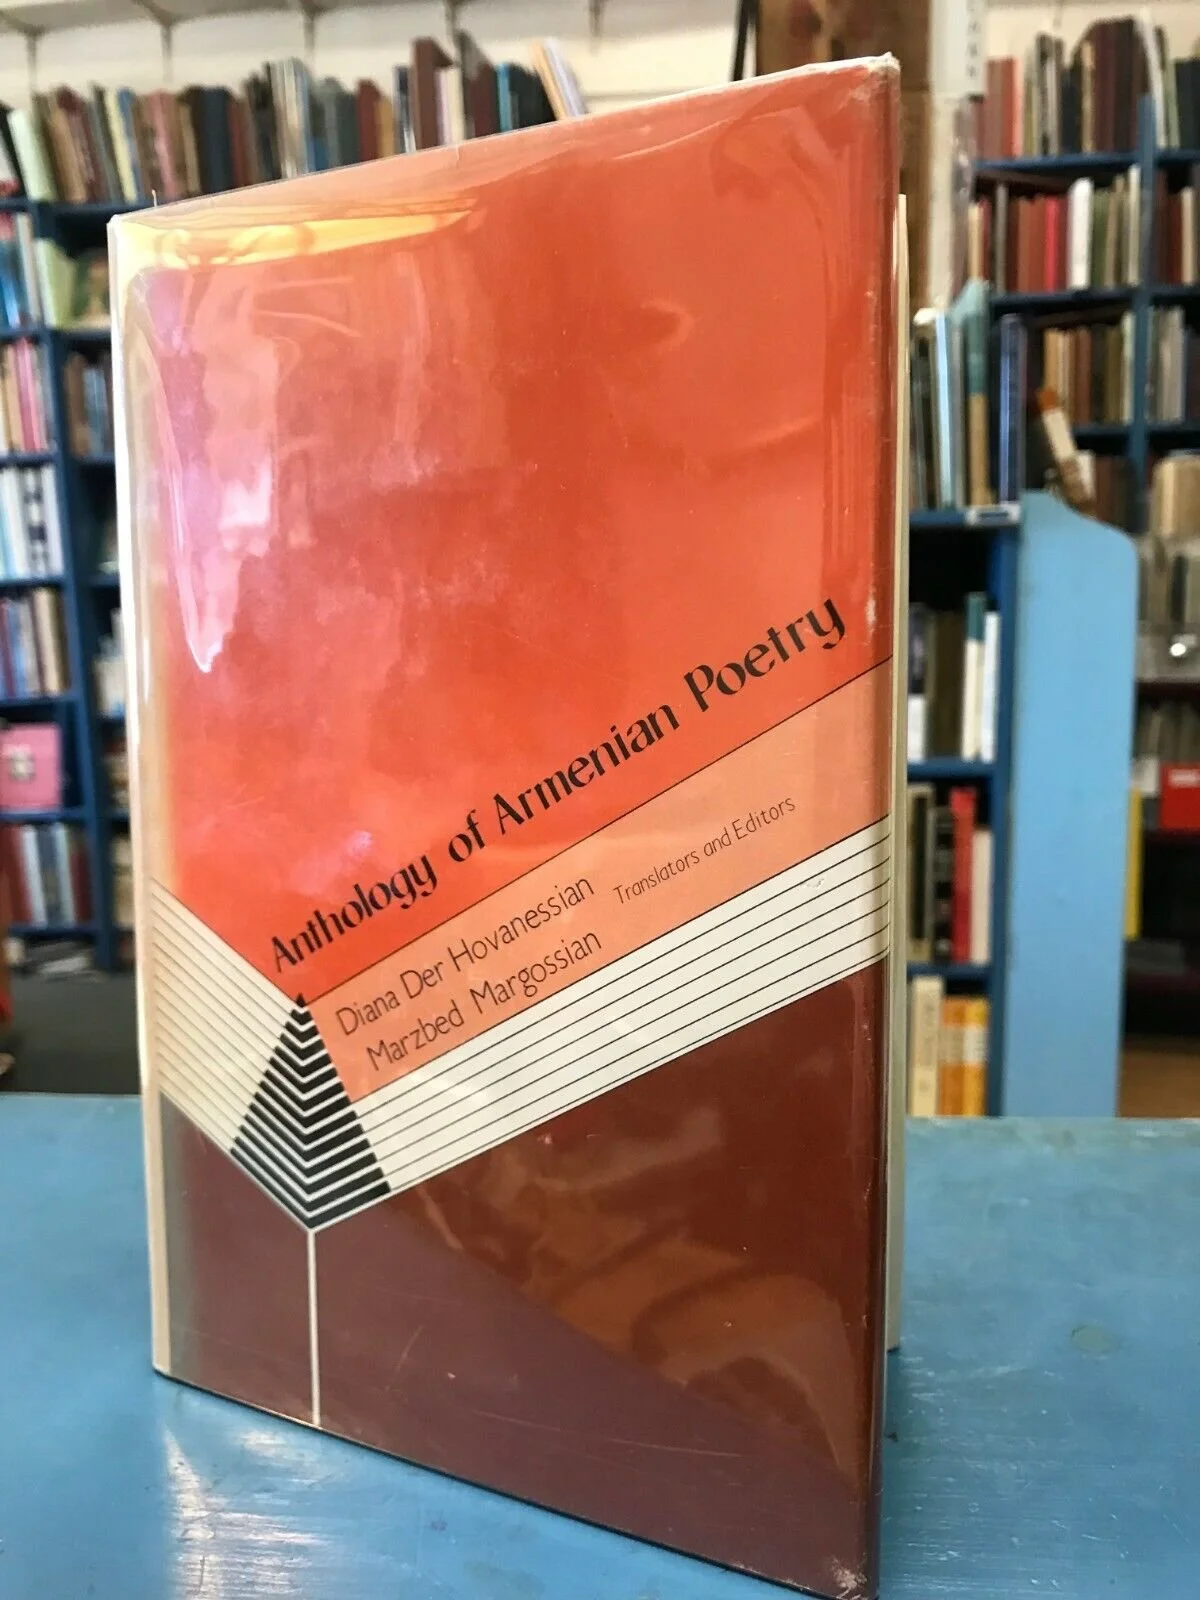 Anthology of Armenian Poetry
Diana Der Hovanessian
Marzbed Margossian
Translators and Editors